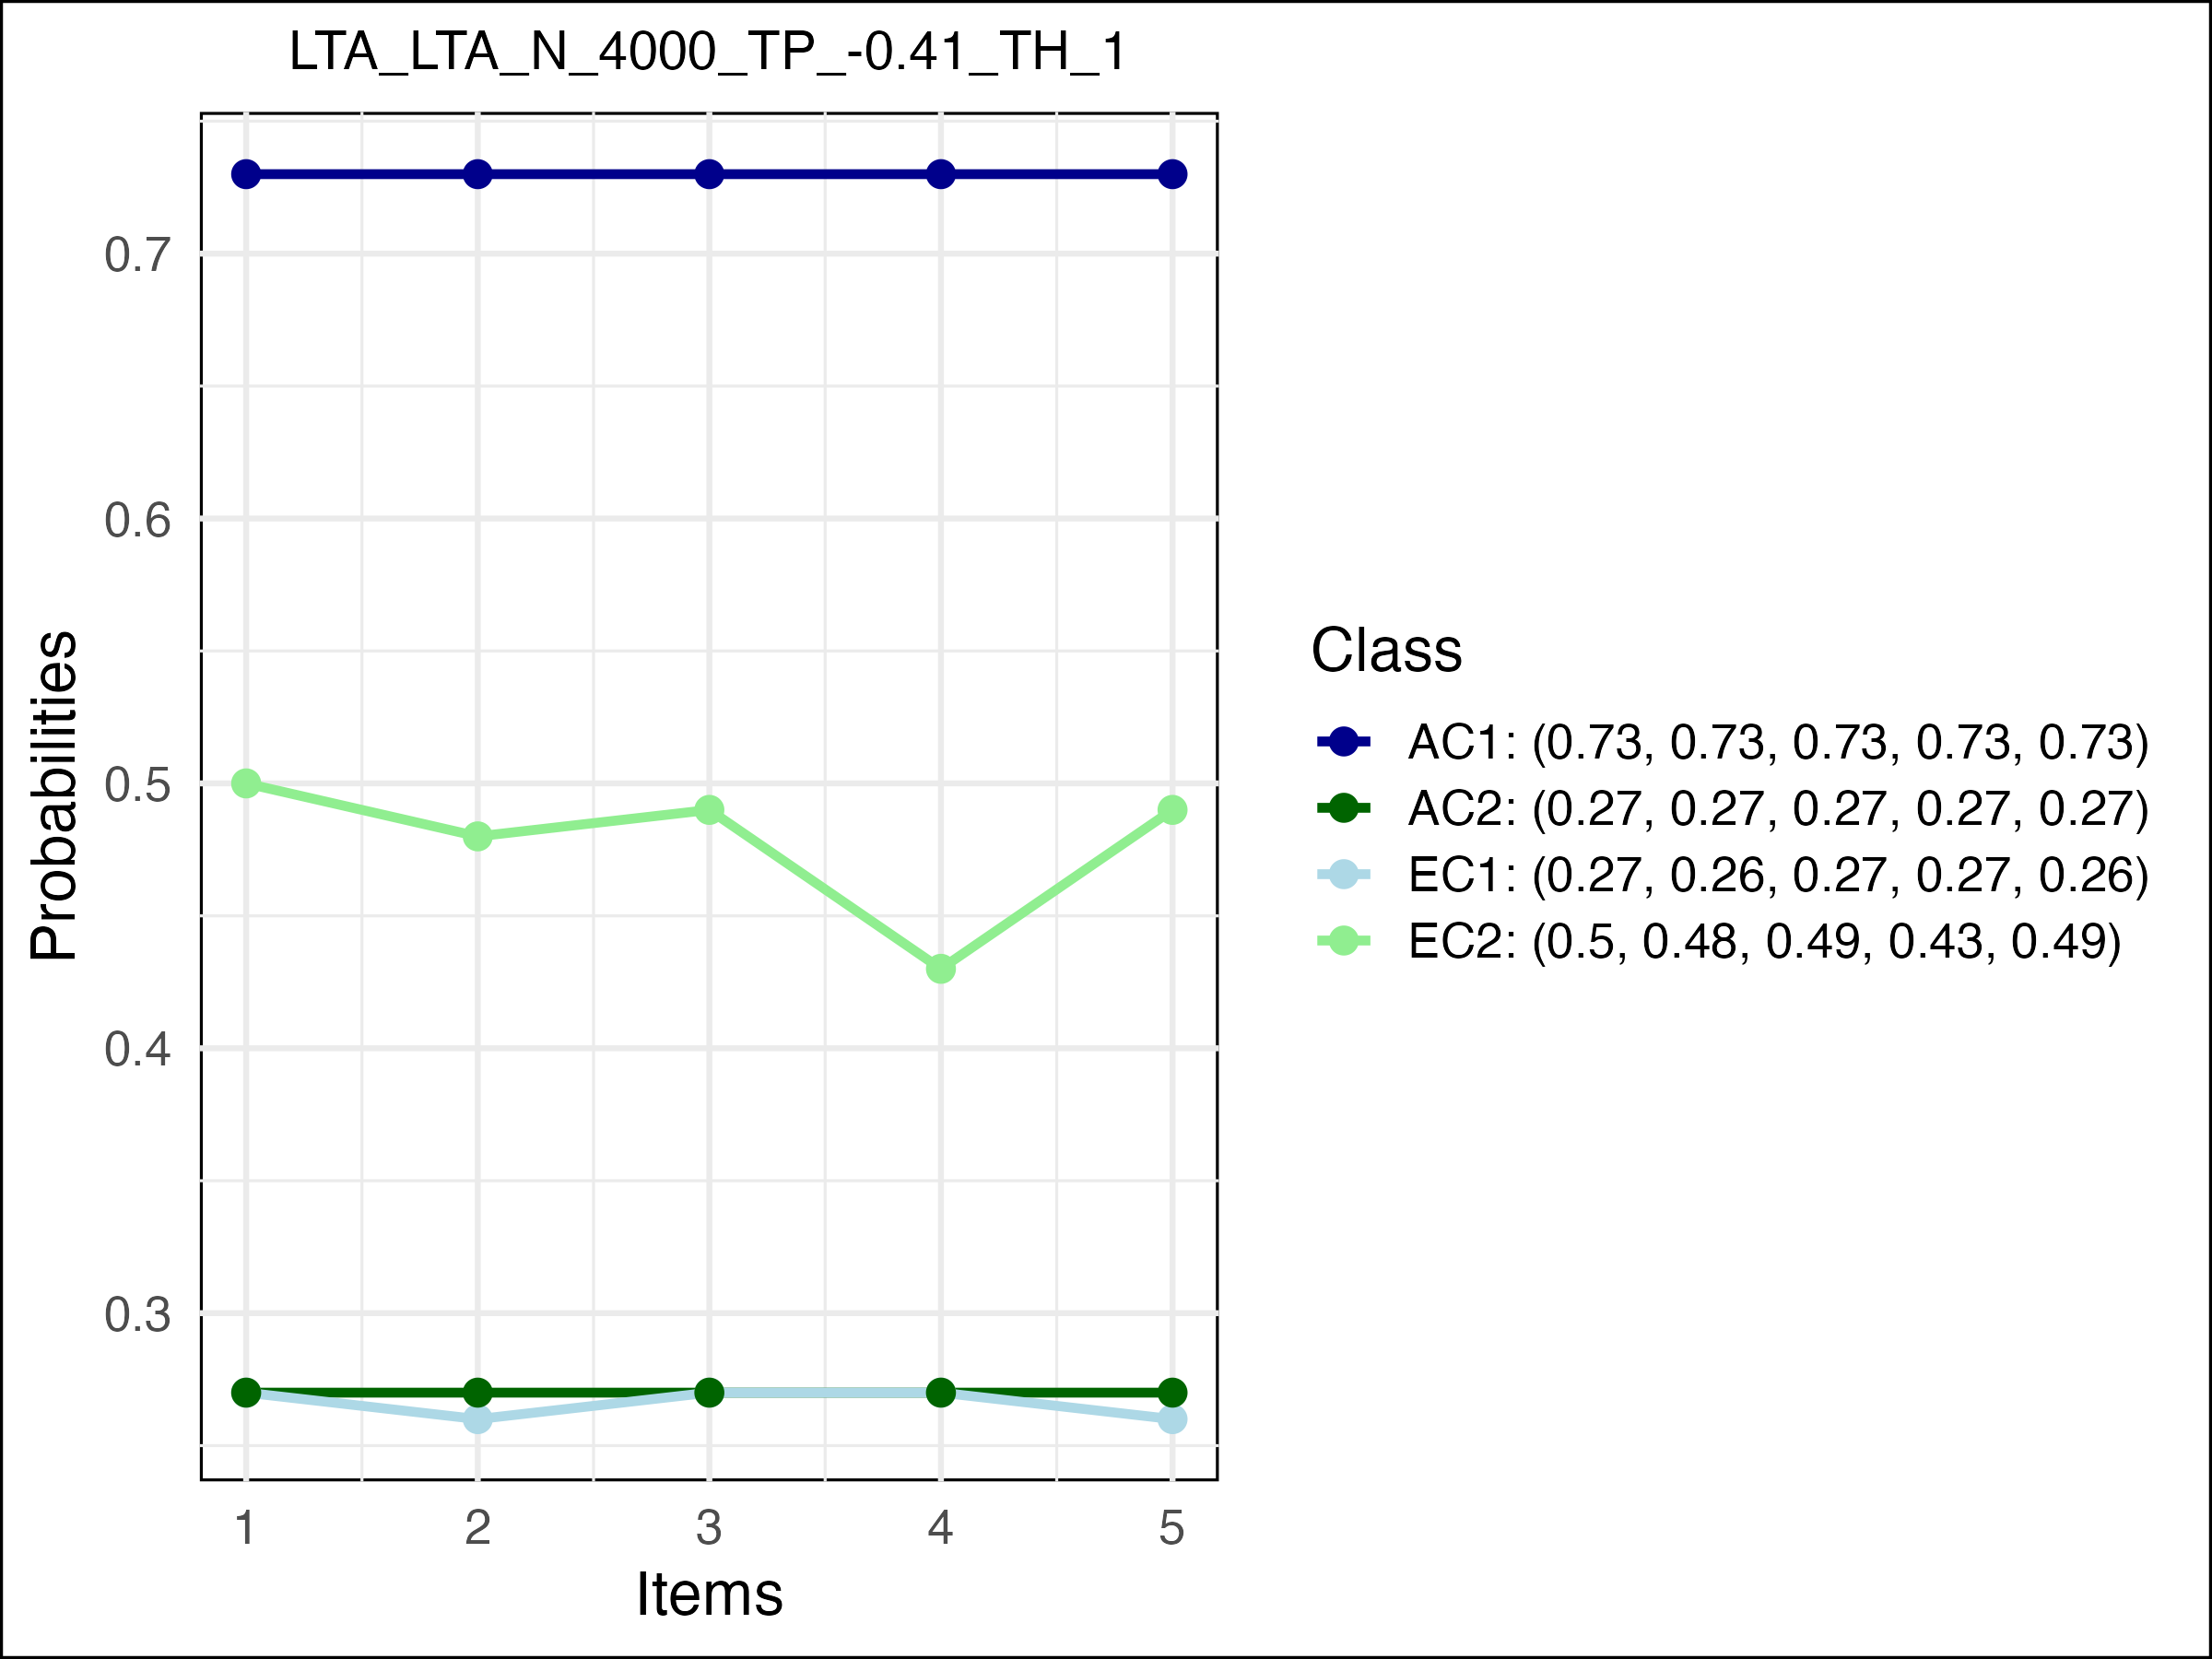 LTA_LTA_N_4000_TP_-0.41_TH_1
Probabilities
0.7
0.6
0.5
0.4
0.3
1 2 3 4 5
Items
Class
AC1: (0.73, 0.73, 0.73, 0.73, 0.73)
AC2: (0.27, 0.27, 0.27, 0.27, 0.27)
EC1: (0.27, 0.26, 0.27, 0.27, 0.26)
EC2: (0.5, 0.48, 0.49, 0.43, 0.49)